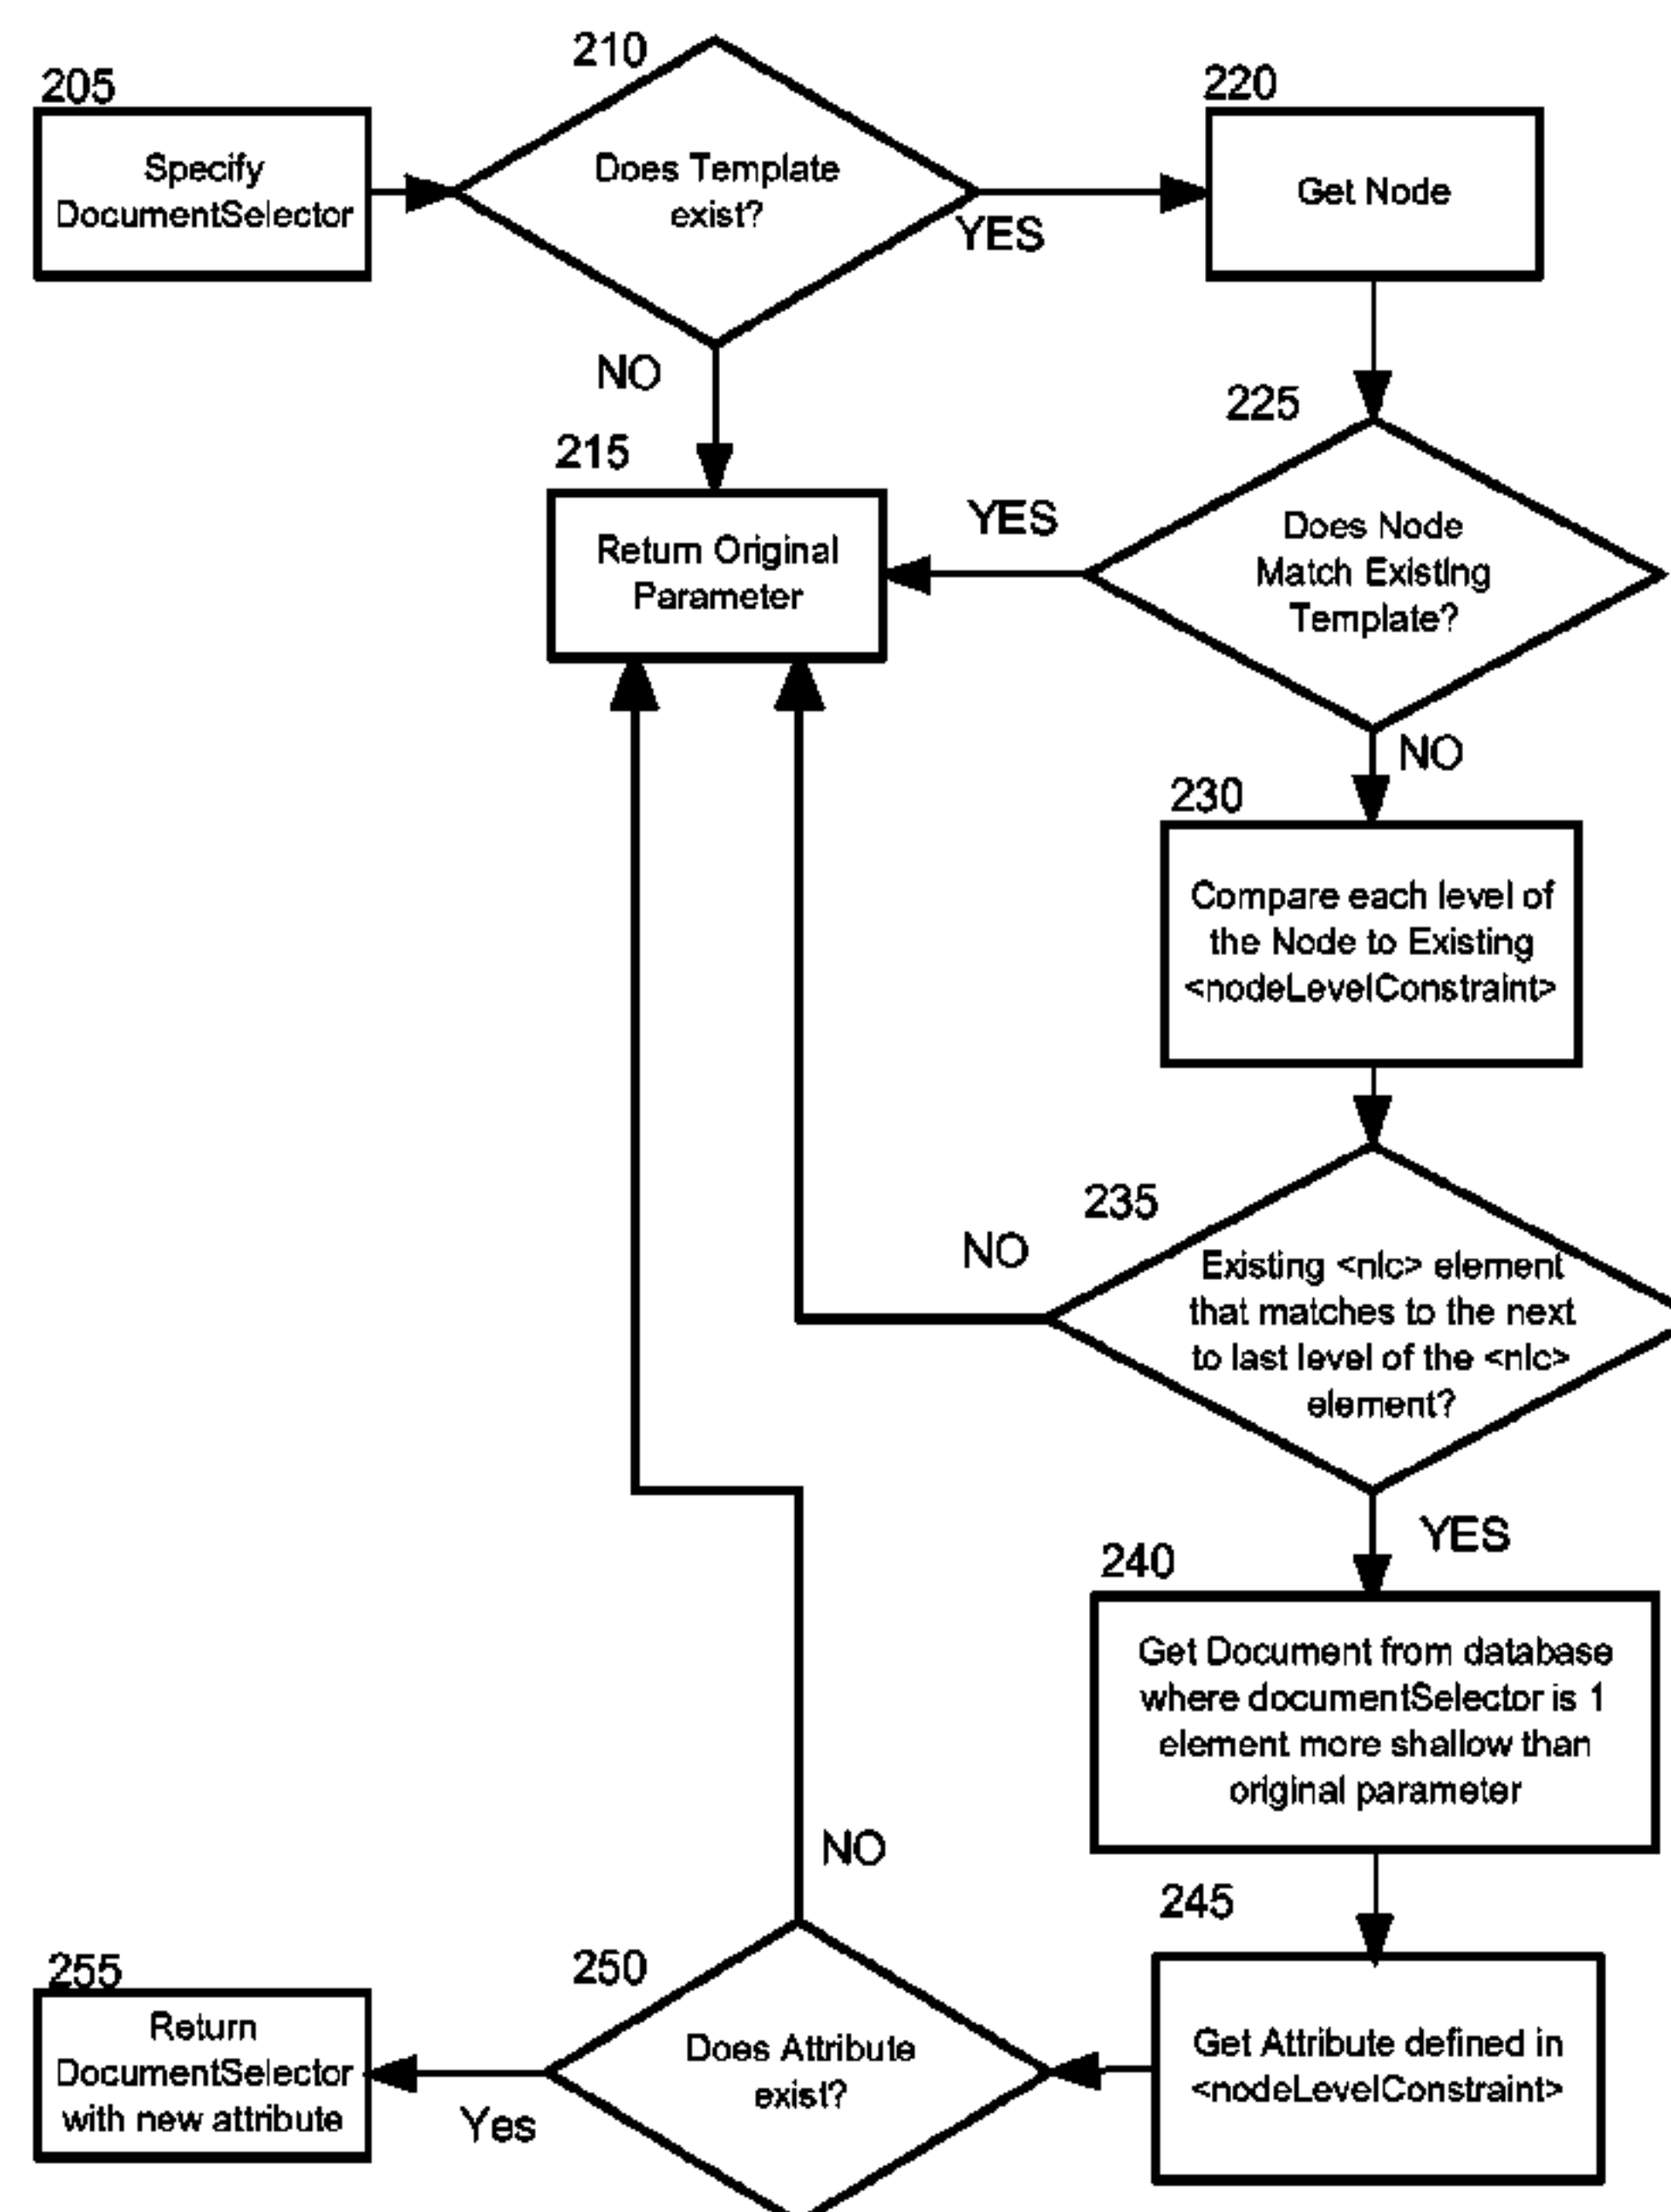 205
Specify
DocumentSelector
210
Does Template
exist?
YES
NO
220
Get Node
215
Return Original
Parameter
225
Does Node
Match Existing
Template?
YES
NO
230
Compare each level of
the Node to Existing
<nodeLevelConstraint>
235
Existing <nlc> element
that matches to the next
to last level of the <nlc>
element?
NO
YES
240
Get Document from database
where documentSelector is 1
element more shallow than
original parameter
245
Get Attribute defined in
<nodeLevelConstraint>
250
Does Attribute
exist?
NO
Yes
255
Return
DocumentSelector
with new attribute